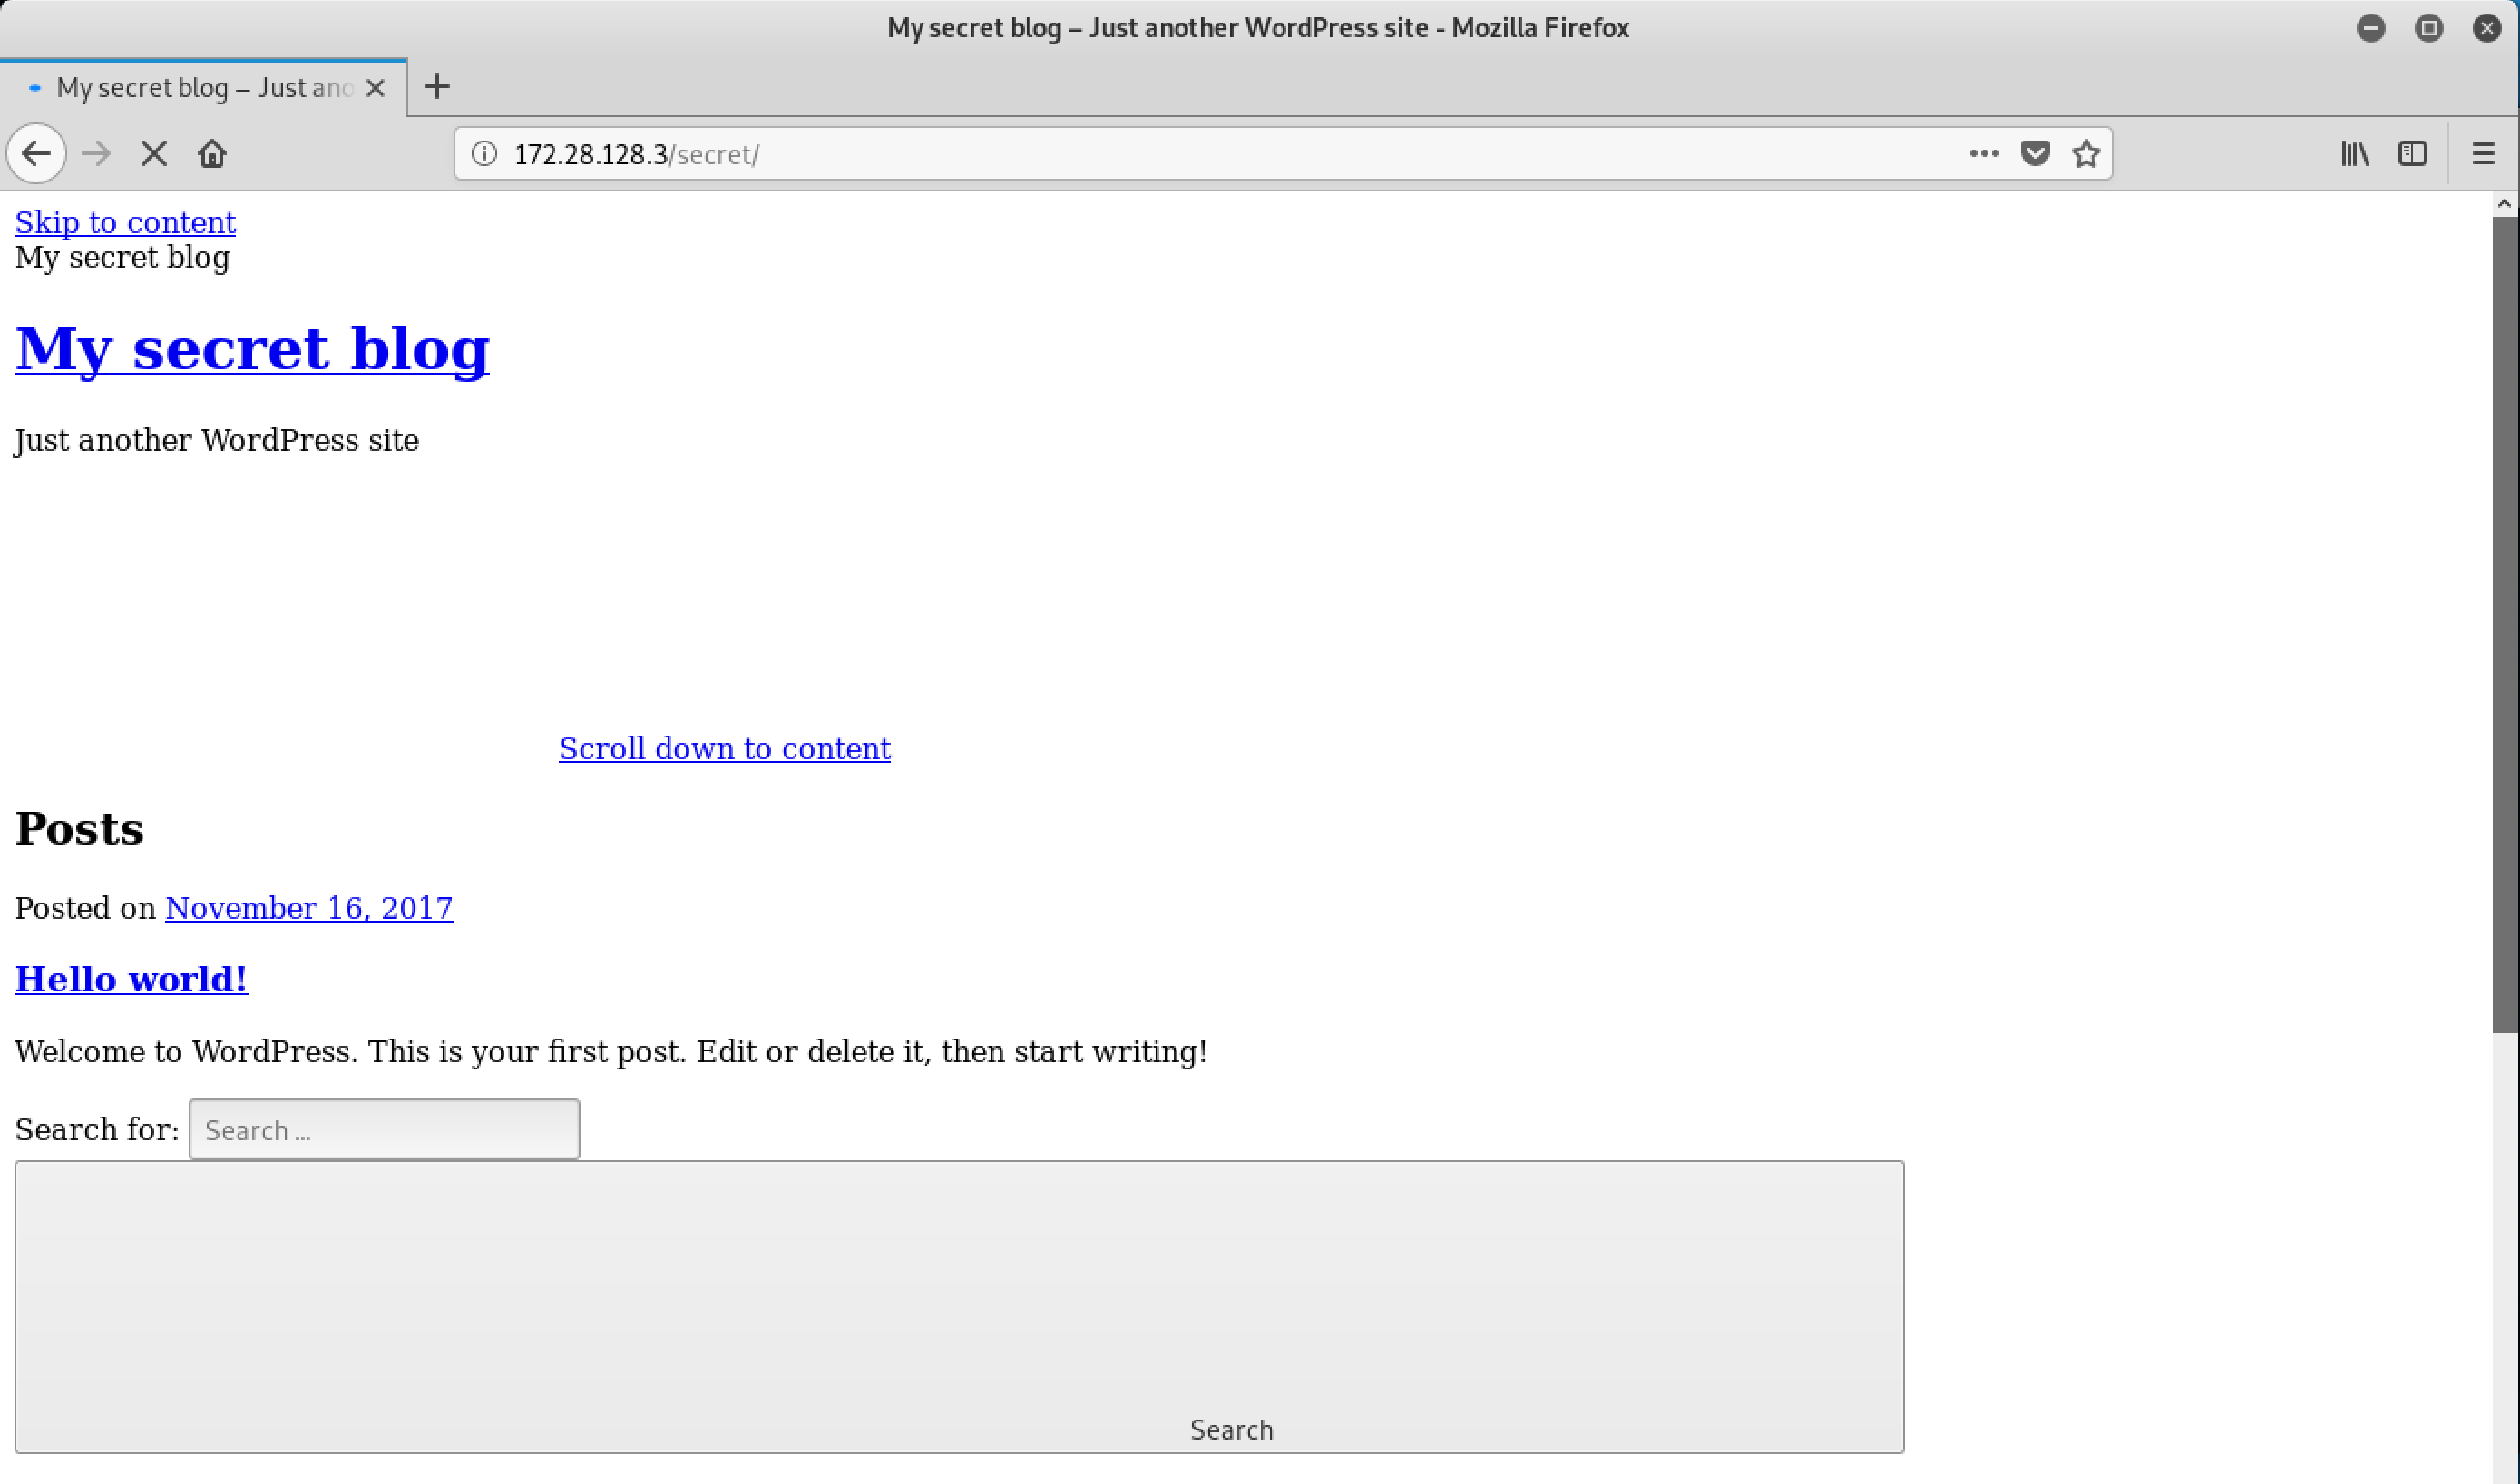 My secret blog – Just another WordPress site - Mozilla Firefox
My secret blog – Just ano
172.28.128.3/secret/
Skip to content
My secret blog
My secret blog
Just another WordPress site
Scroll down to content
Posts
Posted on November 16, 2017
Hello world!
Welcome to WordPress. This is your first post. Edit or delete it, then start writing!
Search for: Search ...
Search